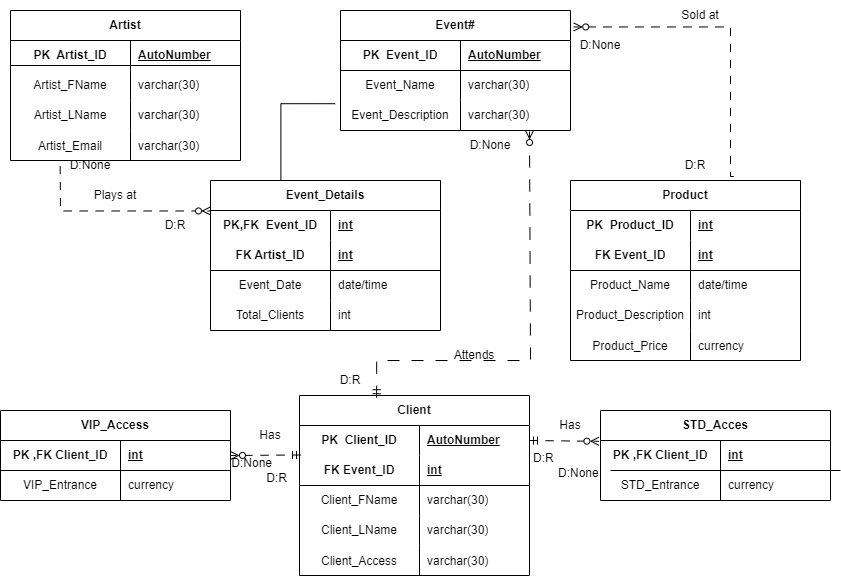 Artist
PK Artist_ID AutoNumber
Artist_FName varchar(30)
Artist_LName varchar(30)
Artist_Email varchar(30)
D:None
Plays at
D:R
Event#
PK Event_ID AutoNumber
Event_Name varchar(30)
Event_Description varchar(30)
D:None
Sold at
D:None
D:R
Event_Details
PK,FK Event_ID int
FK Artist_ID int
Event_Date date/time
Total_Clients int
Product
PK Product_ID int
FK Event_ID int
Product_Name date/time
Product_Description int
Product_Price currency
Attends
D:R
VIP_Access
PK ,FK Client_ID int
VIP_Entrance currency
Has
D:None
D:R
Client
PK Client_ID AutoNumber
FK Event_ID int
Client_FName varchar(30)
Client_LName varchar(30)
Client_Access varchar(30)
Has
D:R
D:None
STD_Acces
PK ,FK Client_ID int
STD_Entrance currency